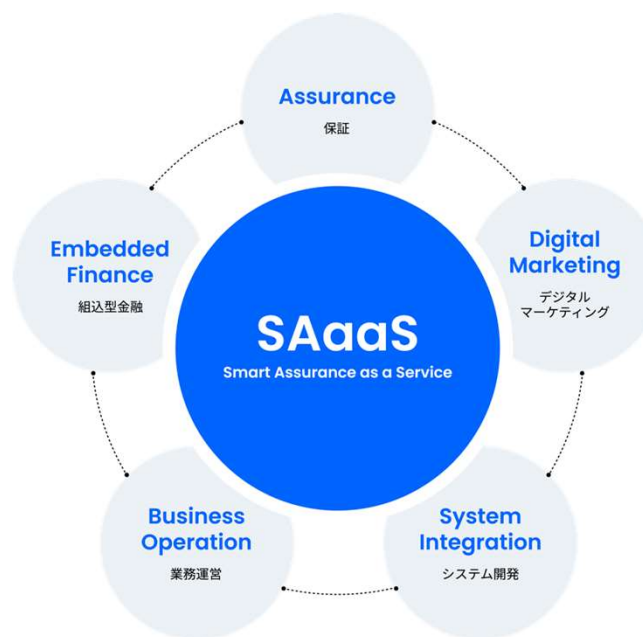 Assurance
保証
Embedded
Finance
組込型金融
Digital
Marketing
デジタル
マーケティング
SAaaS
Smart Assurance as a Service
Business
Operation
業務運営
System
Integration
システム開発